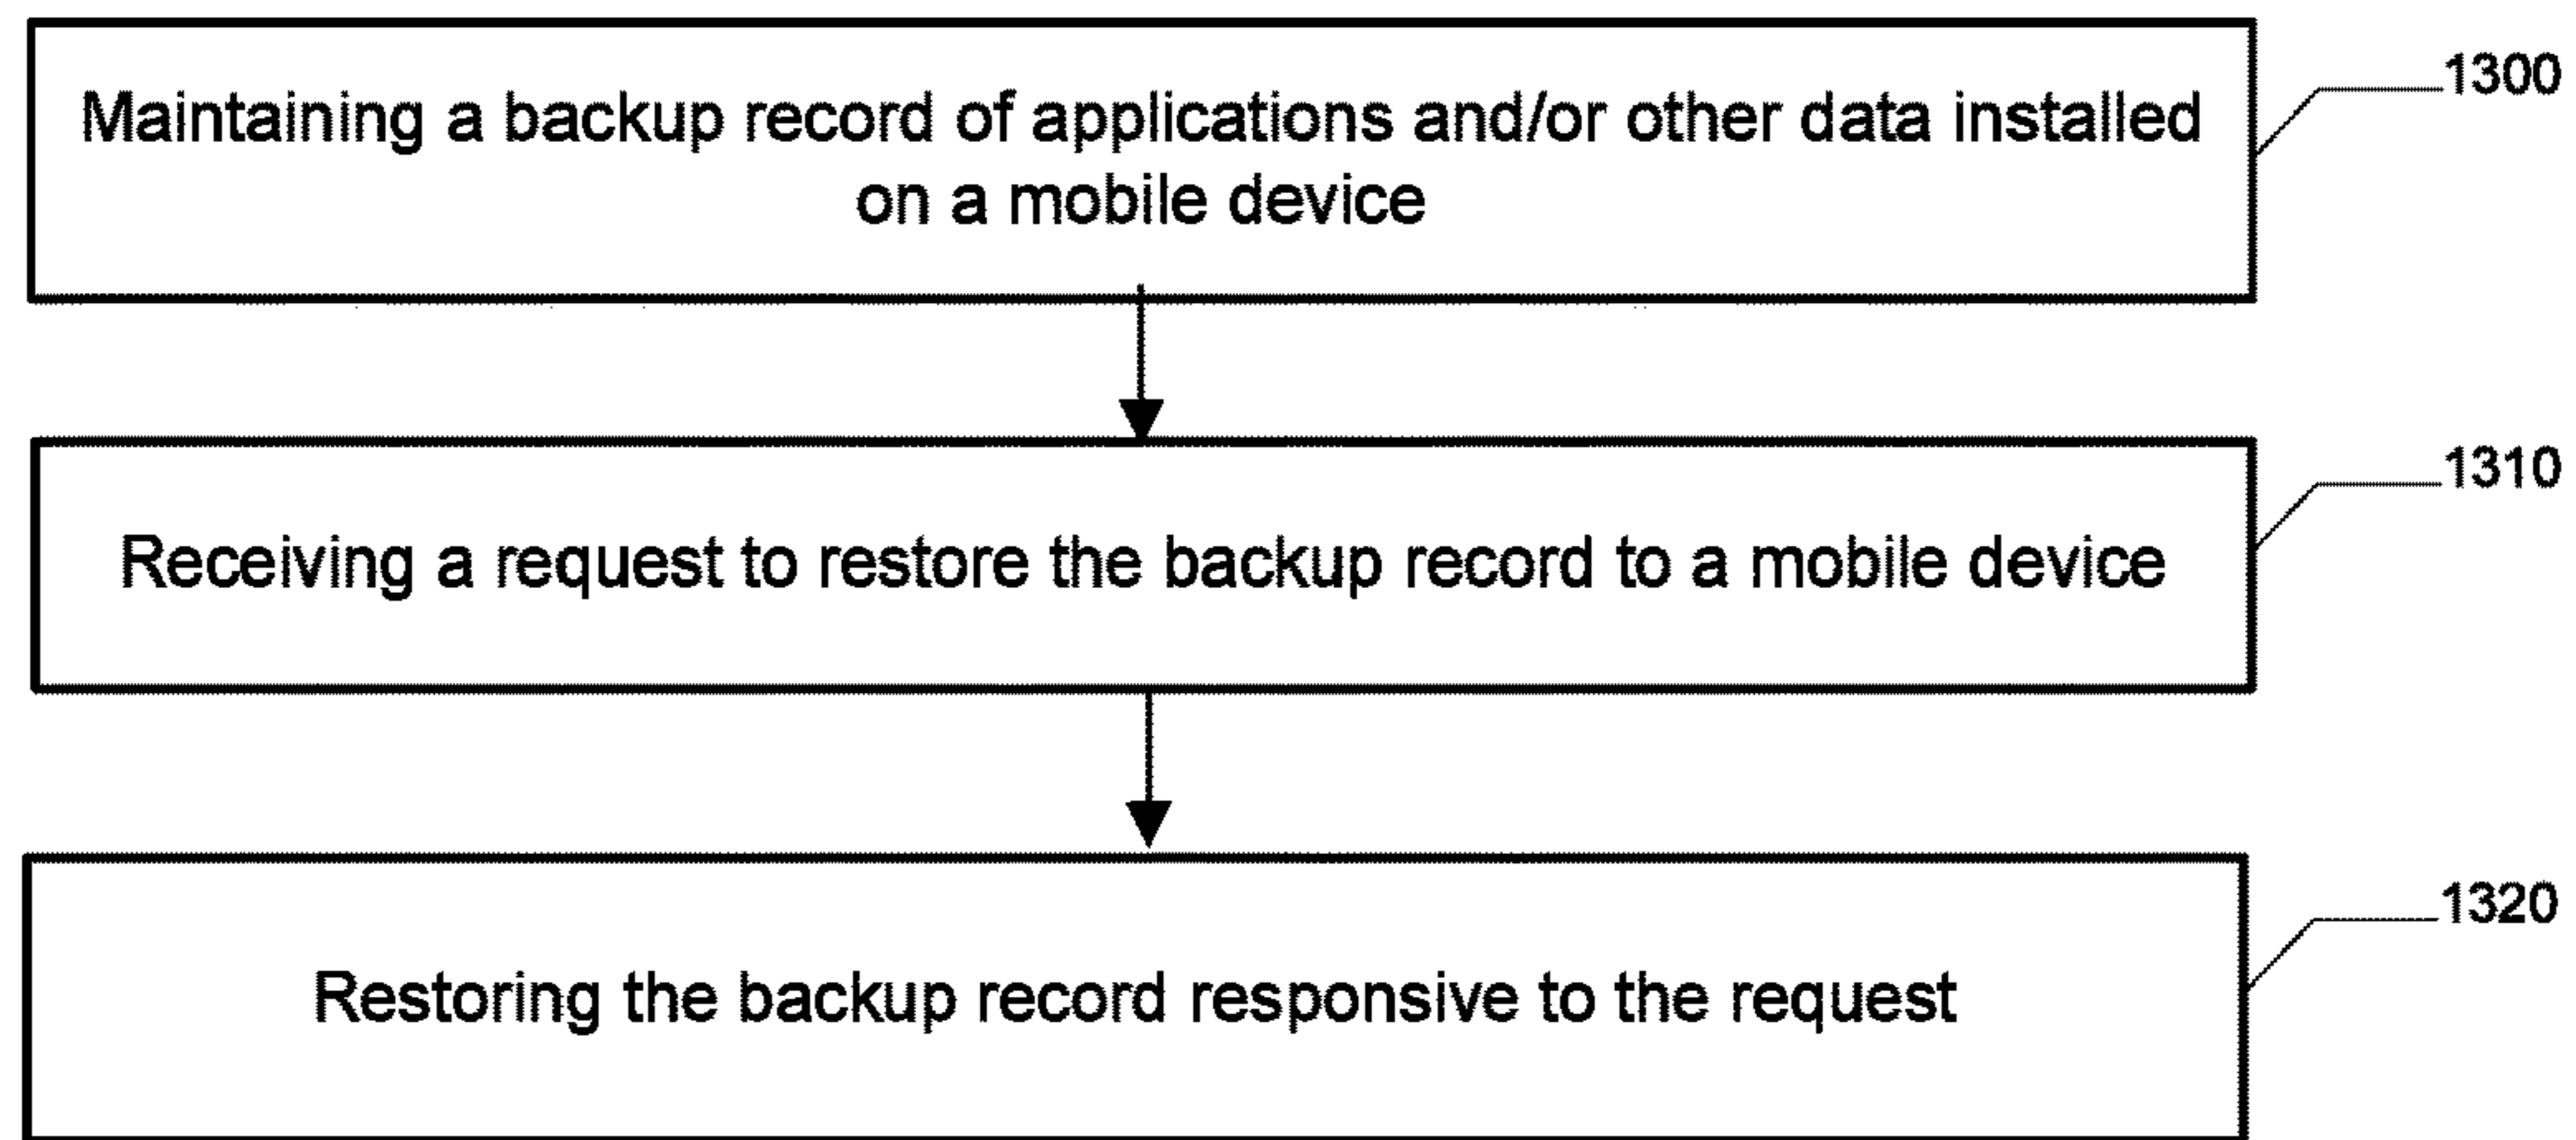 Maintaining a backup record of applications and/or other data installed
on a mobile device
1300
Receiving a request to restore the backup record to a mobile device
1310
Restoring the backup record responsive to the request
1320